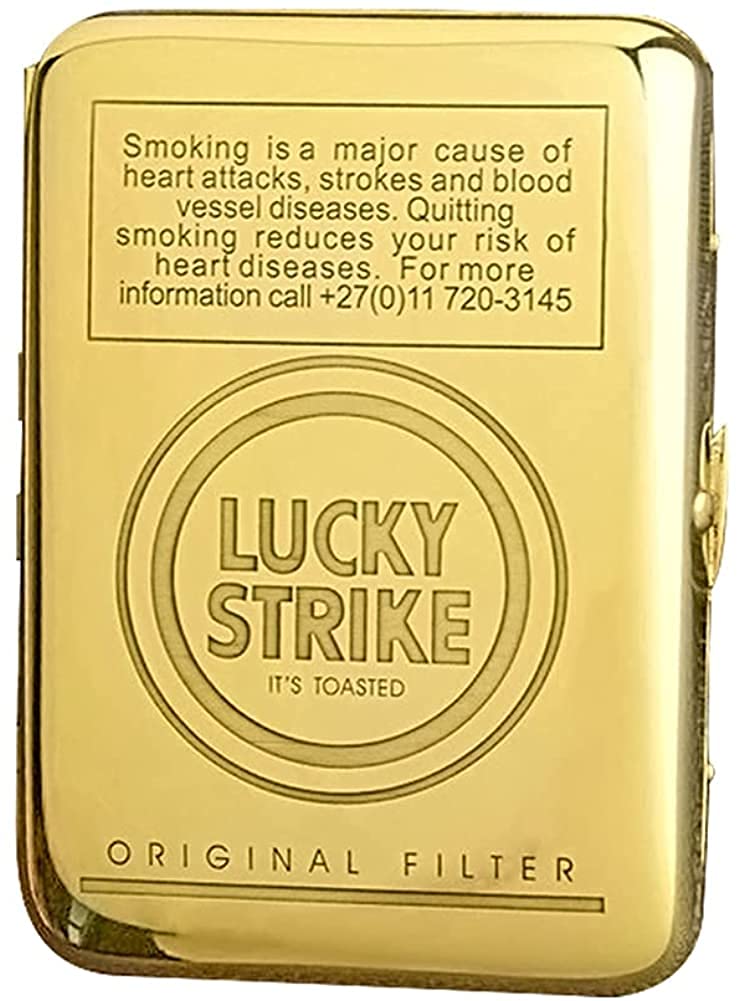 Smoking is a major cause of
heart attacks, strokes and blood
vessel diseases. Quitting
smoking reduces your risk of
heart diseases. For more
information call +27(0)11 720-3145
LUCKY
STRIKE
IT'S TOASTED
ORIGINAL FILTER